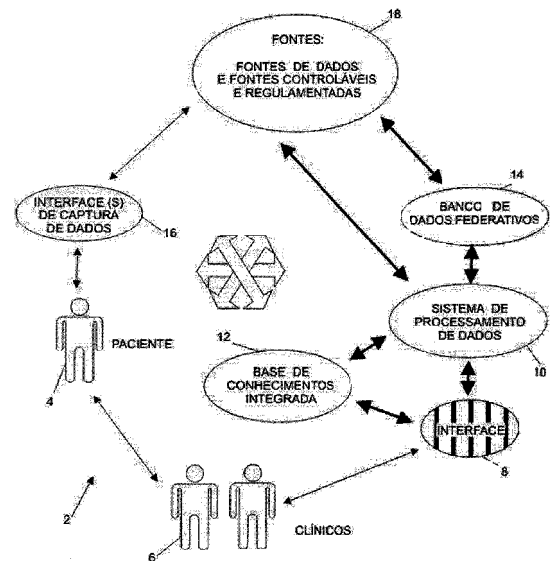 18
FONTES:
FONTES DE DADOS
E FONTES CONTROLÁVEIS
E REGULAMENTADAS
14
INTERFACE (S)
DE CAPTURA
DE DADOS
16
BANCO DE
DADOS FEDERATIVOS
SISTEMA DE
PROCESSAMENTO
DE DADOS
10
PACIENTE
4
12
BASE DE
CONHECIMENTOS
INTEGRADA
INTERFACE
8
2
6
CLÍNICOS